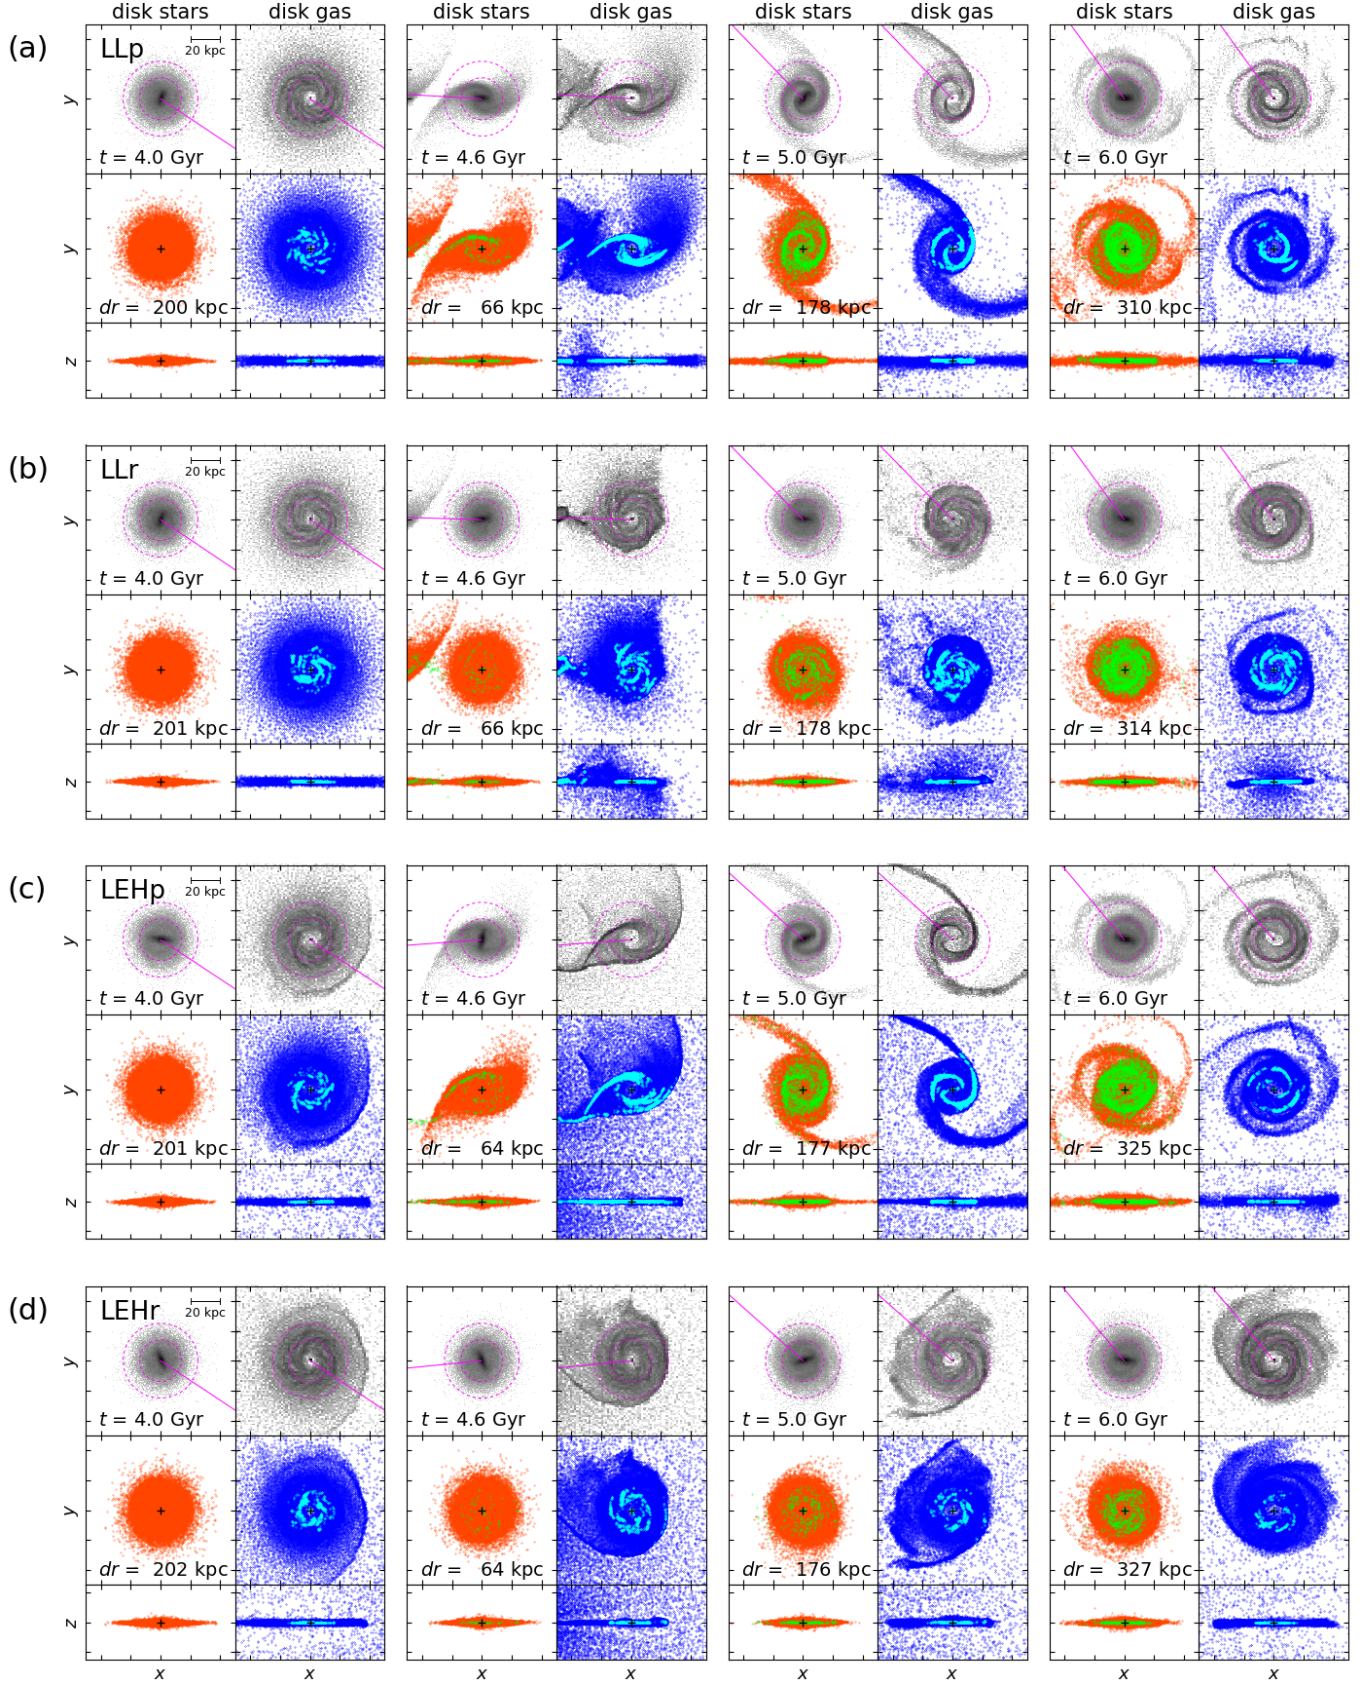 disk stars disk gas disk stars disk gas disk stars disk gas disk stars disk gas
(a) LLp 20 kpc
y
t = 4.0 Gyr t = 4.6 Gyr t = 5.0 Gyr t = 6.0 Gyr
y
dr = 200 kpc dr = 66 kpc dr = 178 kpc dr = 310 kpc
z
(b) LLr 20 kpc
y
t = 4.0 Gyr t = 4.6 Gyr t = 5.0 Gyr t = 6.0 Gyr
y
dr = 201 kpc dr = 66 kpc dr = 178 kpc dr = 314 kpc
z
(c) LEHp 20 kpc
y
t = 4.0 Gyr t = 4.6 Gyr t = 5.0 Gyr t = 6.0 Gyr
y
dr = 201 kpc dr = 64 kpc dr = 177 kpc dr = 325 kpc
z
(d) LEHr 20 kpc
y
t = 4.0 Gyr t = 4.6 Gyr t = 5.0 Gyr t = 6.0 Gyr
y
dr = 202 kpc dr = 64 kpc dr = 176 kpc dr = 327 kpc
z
x x x x x x x x